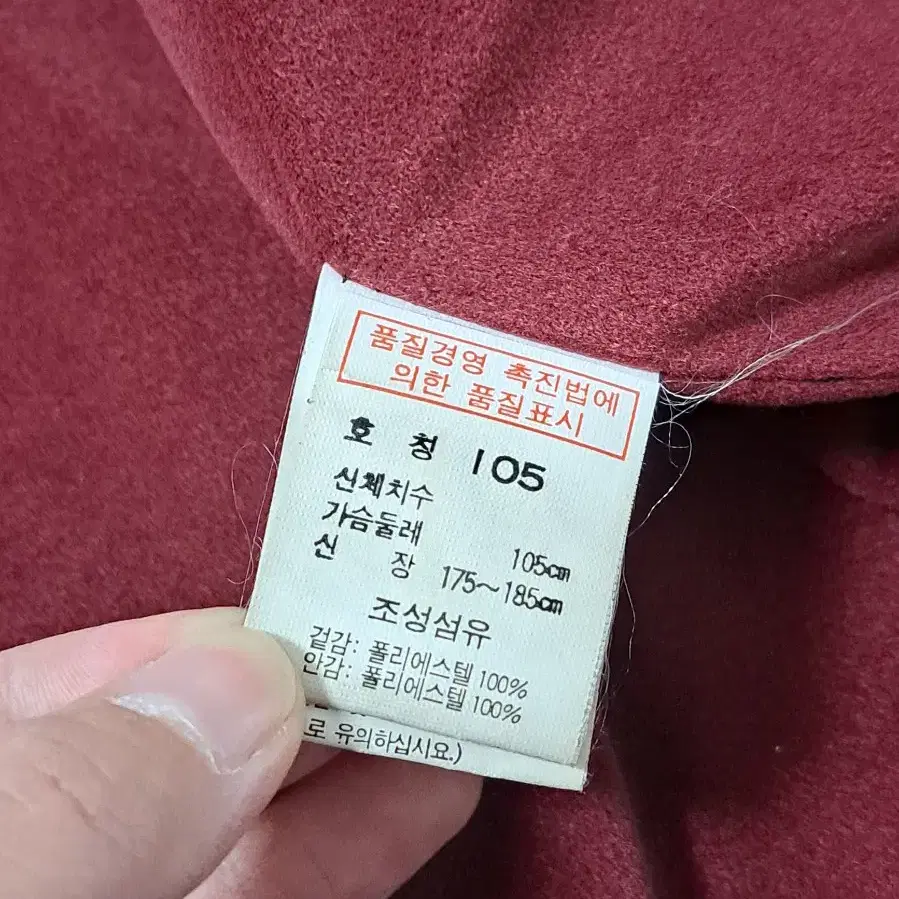 품질경영 촉진법에
의한 품질표시
호 칭 105
신체치수
가슴둘레 105cm
신 장 175~185cm
조성섬유
겉감: 폴리에스텔 100%
안감: 폴리에스텔 100%
로 유의하십시요.)